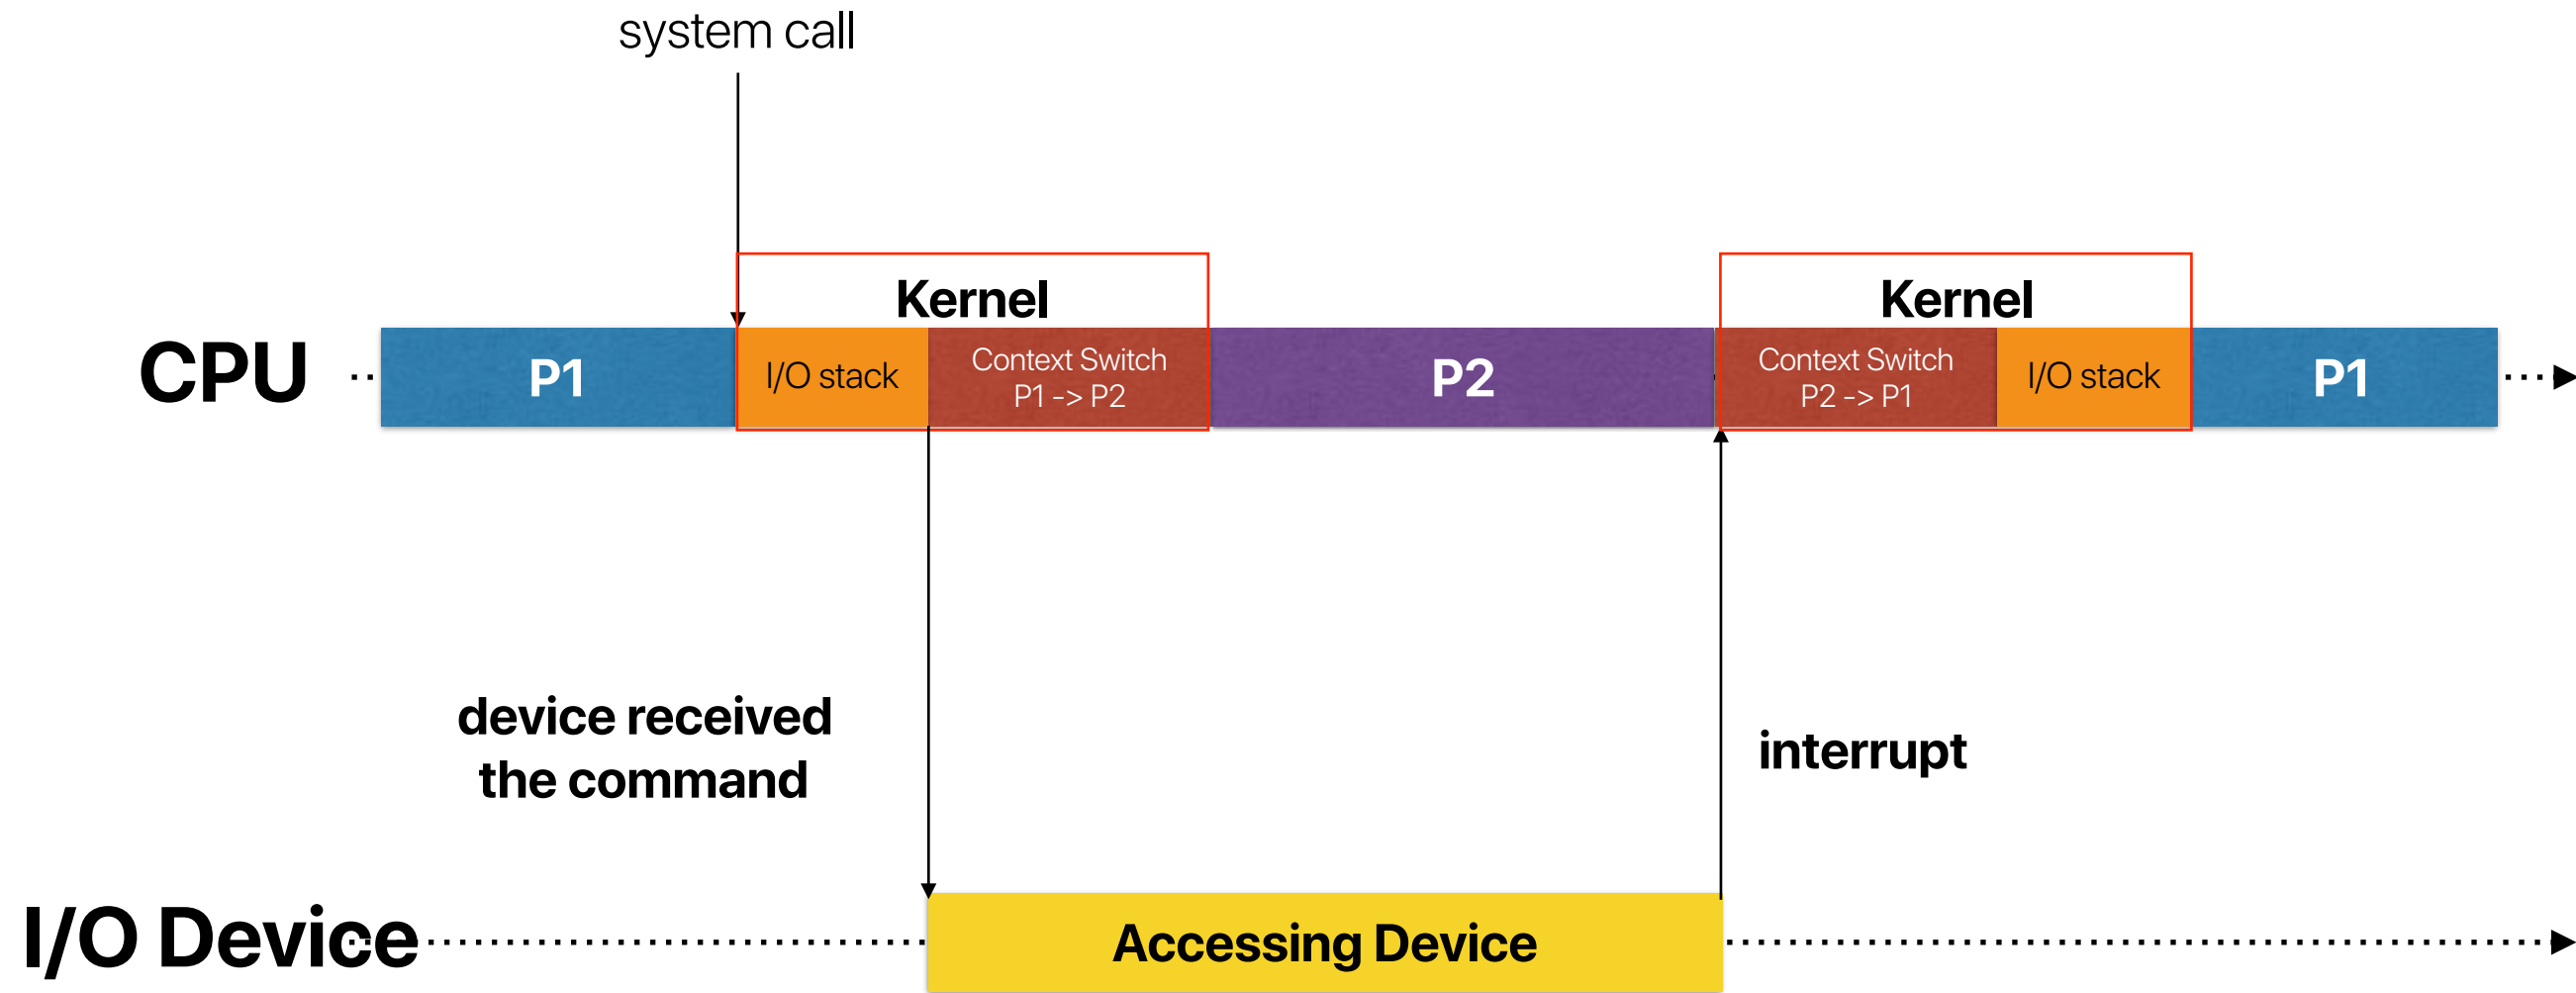 system call
Kernel
Kernel
CPU
P1
I/O stack
Context Switch
P1 -> P2
P2
Context Switch
P2 -> P1
I/O stack
P1
device received
the command
interrupt
I/O Device
Accessing Device